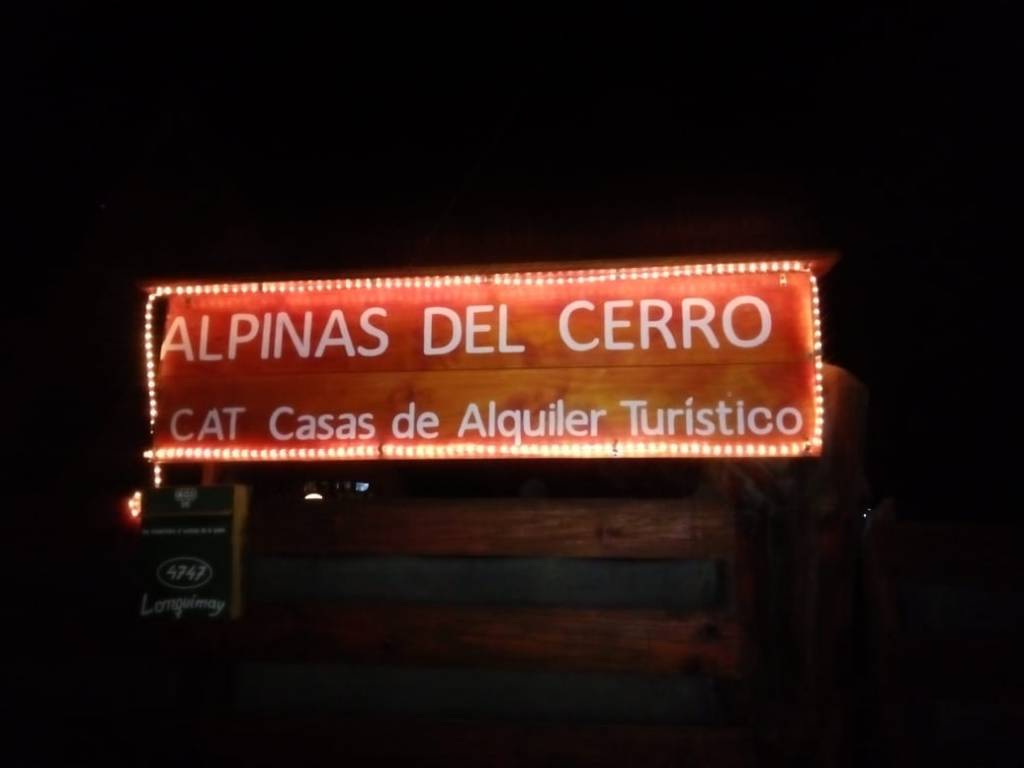 ALPINAS DEL CERRO
CAT Casas de Alquiler Turístico
4747
Lonquimay